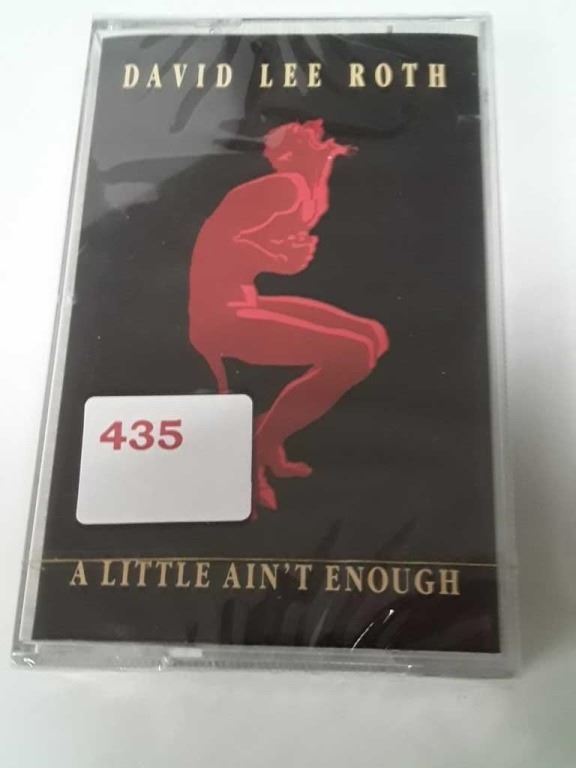 DAVID LEE ROTH
435
A LITTLE AIN'T ENOUGH